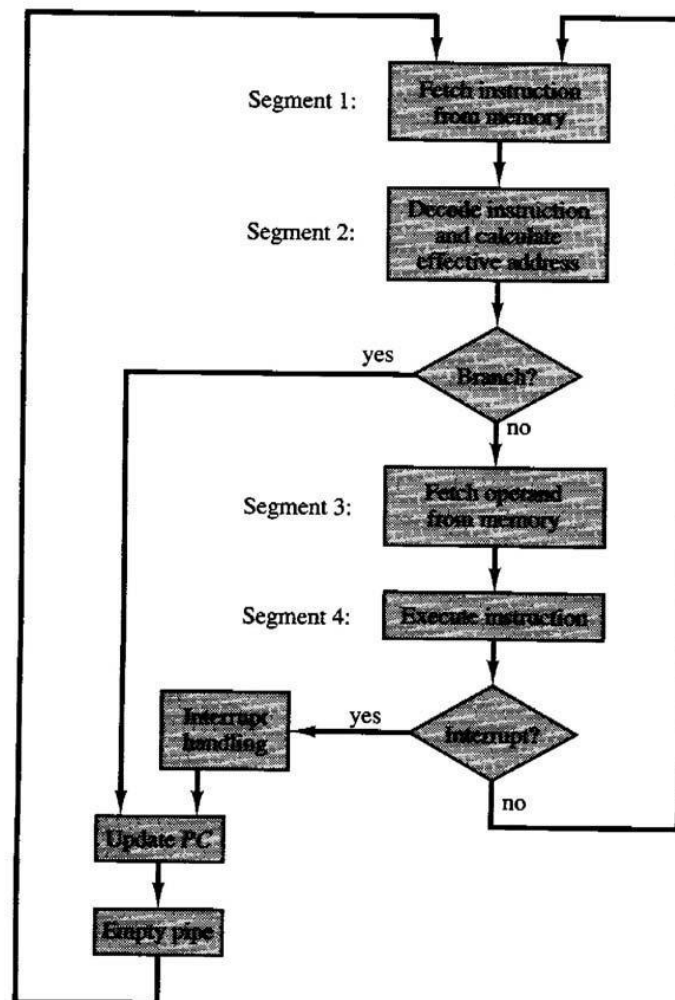 Segment 1:
Fetch instruction
from memory
Segment 2:
Decode instruction
and calculate
effective address
yes
Branch?
no
Segment 3:
Fetch operand
from memory
Segment 4:
Execute instruction
Interrupt
handling
yes
Interrupt?
no
Update PC
Empty pipe